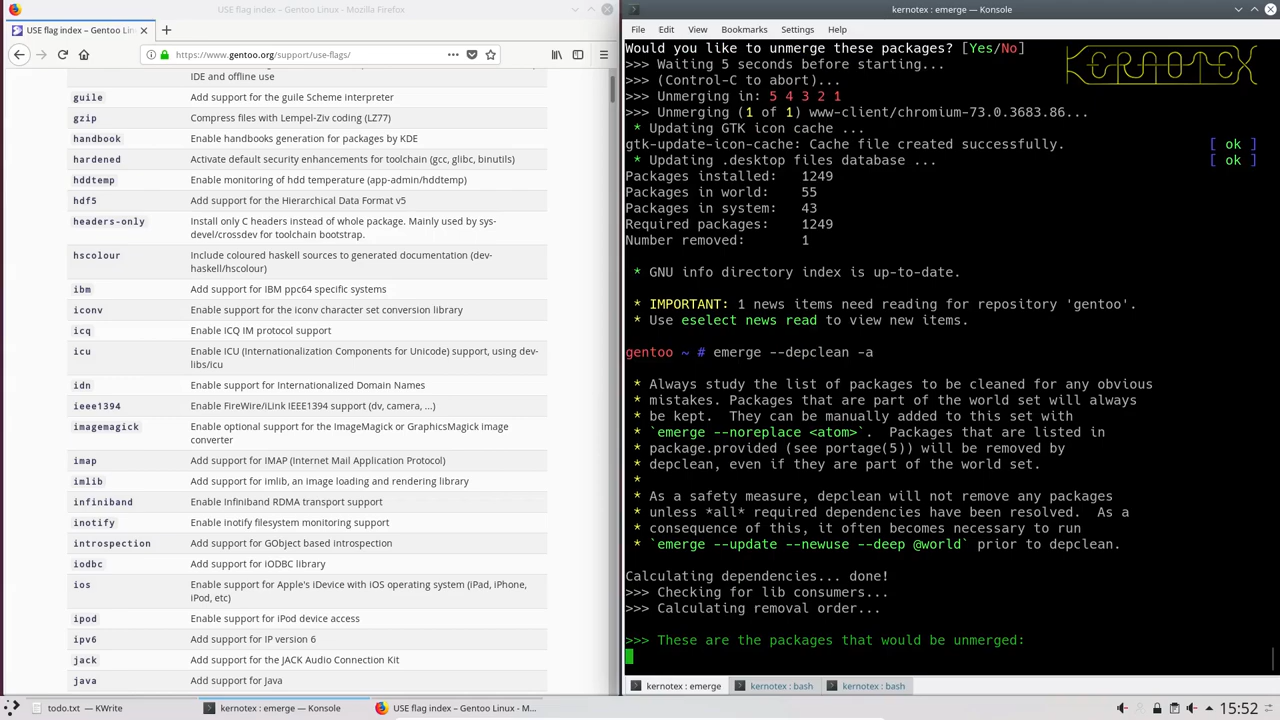 USE flag index – Gentoo Linux - Mozilla Firefox
USE flag index – Gentoo Lin
https://www.gentoo.org/support/use-flags/
IDE and offline use
guile Add support for the guile Scheme interpreter
gzip Compress files with Lempel-Ziv coding (LZ77)
handbook Enable handbooks generation for packages by KDE
hardened Activate default security enhancements for toolchain (gcc, glibc, binutils)
hddtemp Enable monitoring of hdd temperature (app-admin/hddtemp)
hdf5 Add support for the Hierarchical Data Format v5
headers-only Install only C headers instead of whole package. Mainly used by sys-
devel/crossdev for toolchain bootstrap.
hscolour Include coloured haskell sources to generated documentation (dev-
haskell/hscolour)
ibm Add support for IBM ppc64 specific systems
iconv Enable support for the iconv character set conversion library
icq Enable ICQ IM protocol support
icu Enable ICU (Internationalization Components for Unicode) support, using dev-
libs/icu
idn Enable support for Internationalized Domain Names
ieee1394 Enable FireWire/iLink IEEE1394 support (dv, camera, ...)
imagemagick Enable optional support for the ImageMagick or GraphicsMagick image
converter
imap Add support for IMAP (Internet Mail Application Protocol)
imlib Add support for imlib, an image loading and rendering library
infiniband Enable Infiniband RDMA transport support
inotify Enable inotify filesystem monitoring support
introspection Add support for GObject based introspection
iodbc Add support for iODBC library
ios Enable support for Apple's iDevice with iOS operating system (iPad, iPhone,
iPod, etc)
ipod Enable support for iPod device access
ipv6 Add support for IP version 6
jack Add support for the JACK Audio Connection Kit
java Add support for Java
kernotex : emerge — Konsole
File Edit View Bookmarks Settings Help
KERNOTEX
Would you like to unmerge these packages? [Yes/No]
>>> Waiting 5 seconds before starting...
>>> (Control-C to abort)...
>>> Unmerging in: 5 4 3 2 1
>>> Unmerging (1 of 1) www-client/chromium-73.0.3683.86...
* Updating GTK icon cache ...
gtk-update-icon-cache: Cache file created successfully. [ ok ]
* Updating .desktop files database ... [ ok ]
Packages installed: 1249
Packages in world: 55
Packages in system: 43
Required packages: 1249
Number removed: 1
* GNU info directory index is up-to-date.
* IMPORTANT: 1 news items need reading for repository 'gentoo'.
* Use eselect news read to view new items.
gentoo ~ # emerge --depclean -a
* Always study the list of packages to be cleaned for any obvious
* mistakes. Packages that are part of the world set will always
* be kept. They can be manually added to this set with
* `emerge --noreplace <atom>`. Packages that are listed in
* package.provided (see portage(5)) will be removed by
* depclean, even if they are part of the world set.
*
* As a safety measure, depclean will not remove any packages
* unless *all* required dependencies have been resolved. As a
* consequence of this, it often becomes necessary to run
* `emerge --update --newuse --deep @world` prior to depclean.
Calculating dependencies... done!
>>> Checking for lib consumers...
>>> Calculating removal order...
>>> These are the packages that would be unmerged:
kernotex : emerge kernotex : bash kernotex : bash
todo.txt — KWrite kernotex : emerge — Konsole USE flag index – Gentoo Linux - M... 15:52